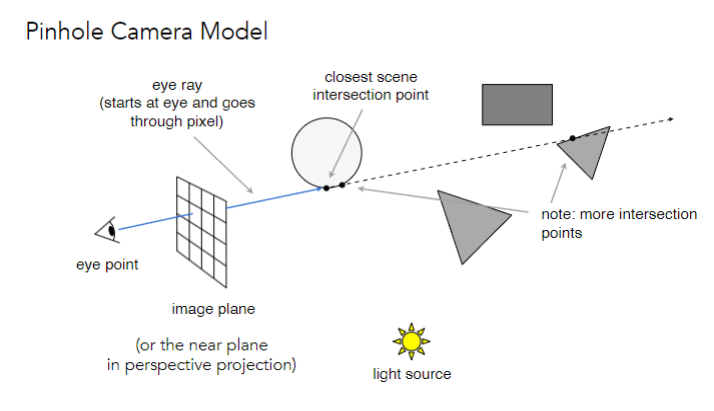 Pinhole Camera Model
eye ray
(starts at eye and goes
through pixel)
closest scene
intersection point
note: more intersection
points
eye point
image plane
(or the near plane
in perspective projection)
light source